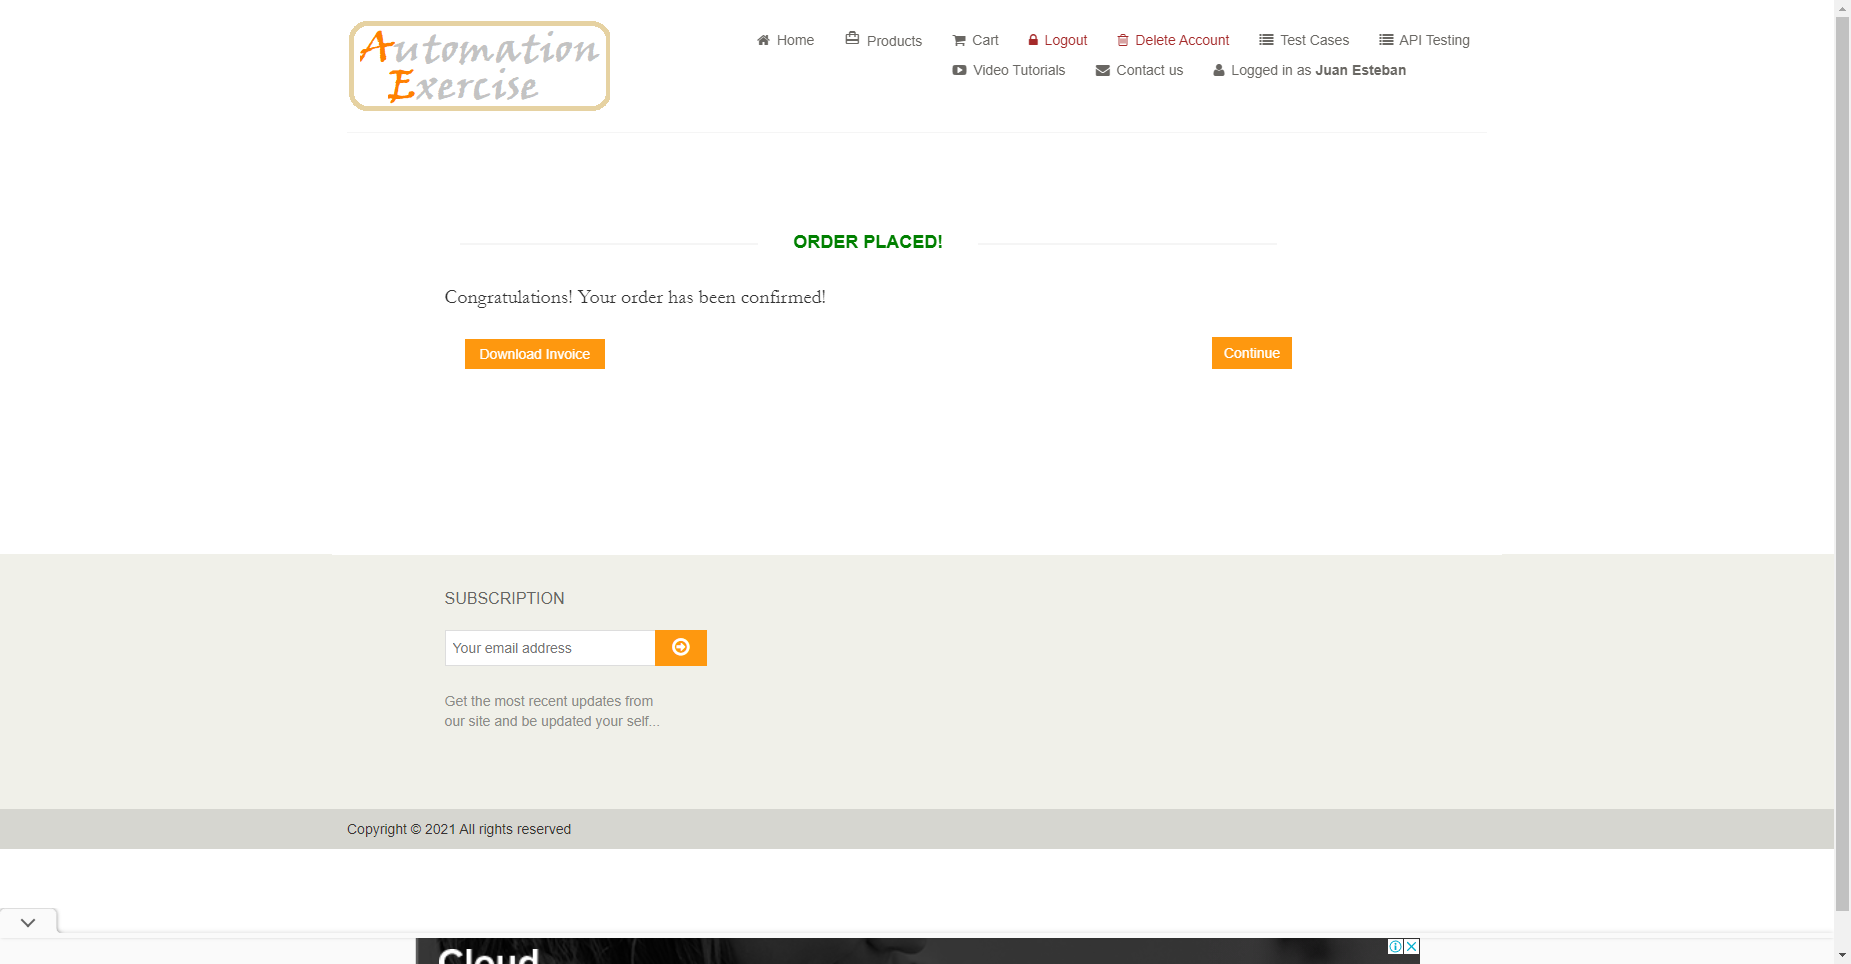 Automation
Exercise
Home
Products
Cart
Logout
Delete Account
Test Cases
API Testing
Video Tutorials
Contact us
Logged in as Juan Esteban
ORDER PLACED!
Congratulations! Your order has been confirmed!
Download Invoice
Continue
SUBSCRIPTION
Your email address
Get the most recent updates from
our site and be updated your self...
Copyright © 2021 All rights reserved
Cloud